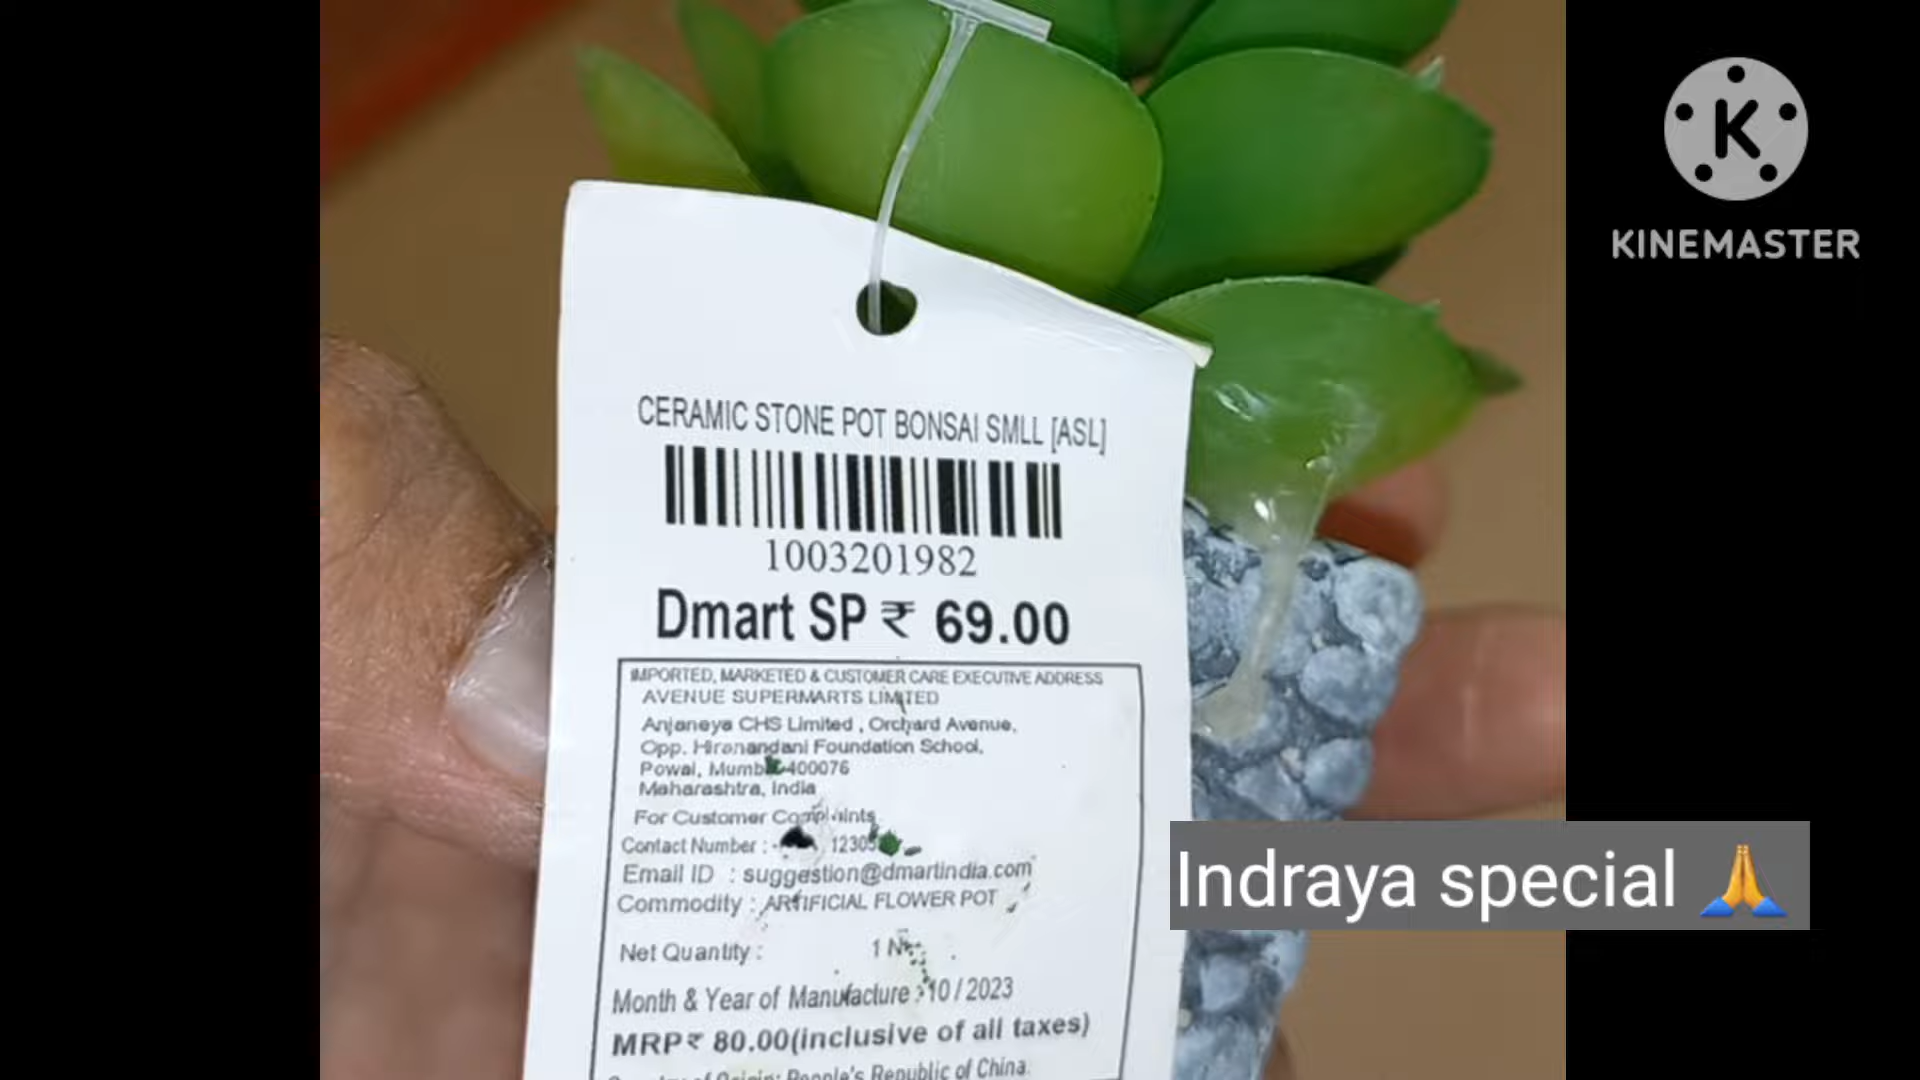 CERAMIC STONE POT BONSAI SMLL [ASL]
1003201982
Dmart SP ₹ 69.00
IMPORTED, MARKETED & CUSTOMER CARE EXECUTIVE ADDRESS
AVENUE SUPERMARTS LIMITED
Anjaneya CHS Limited , Orchard Avenue,
Opp. Hiranandani Foundation School,
Powai, 400076
Maharashtra, India
For Customer Complaints
Contact Number :
Email ID : suggestion@dmartindia.com
Commodity : ARTIFICIAL FLOWER POT
Net Quantity : 1
Month & Year of Manufacture : 10 / 2023
MRP ₹ 80.00(inclusive of all taxes)
Country of Origin: People's Republic of China.
K
KINEMASTER
Indraya special 🙏